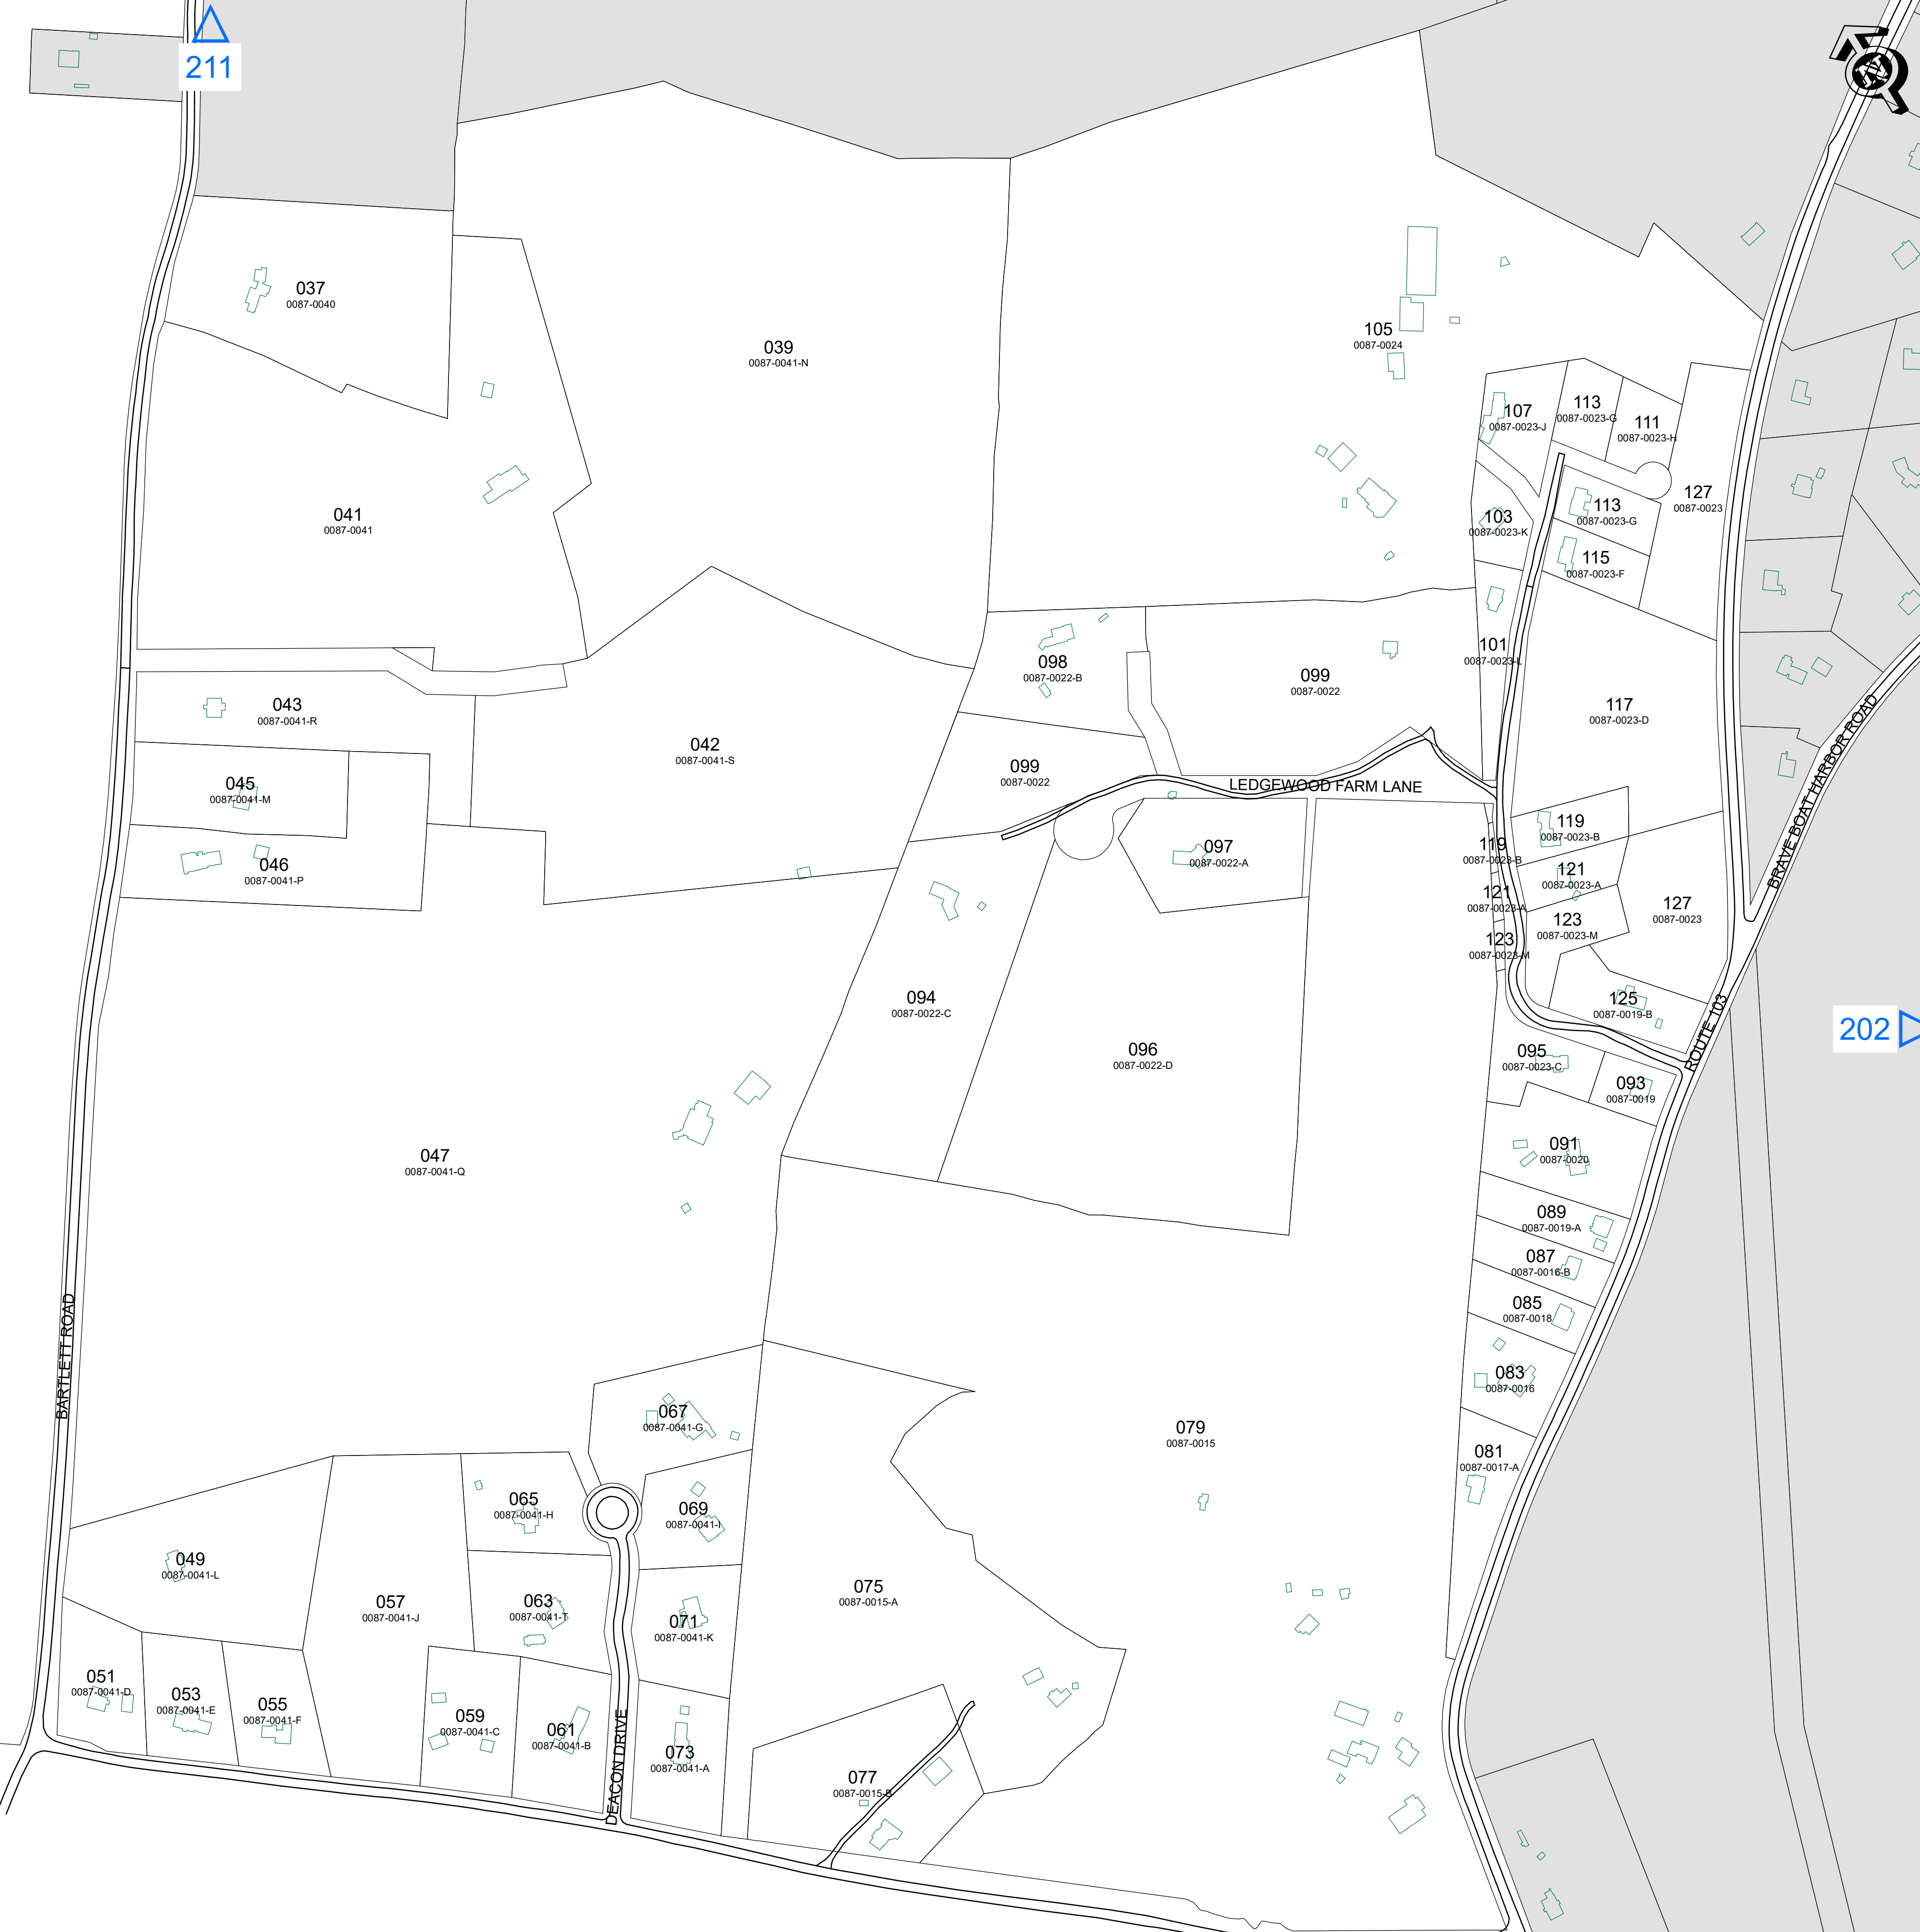 211
037
0087-0040
039
0087-0041-N
105
0087-0024
107
0087-0023-J
113
0087-0023-G
111
0087-0023-H
127
0087-0023
041
0087-0041
103
0087-0023-K
113
0087-0023-G
115
0087-0023-F
101
0087-0023-L
098
0087-0022-B
099
0087-0022
117
0087-0023-D
043
0087-0041-R
042
0087-0041-S
045
0087-0041-M
099
0087-0022
LEDGEWOOD FARM LANE
BRAVE BOAT HARBOR ROAD
046
0087-0041-P
097
0087-0022-A
119
0087-0023-B
119
0087-0023-B
121
0087-0023-A
121
0087-0023-A
123
0087-0023-M
123
0087-0023-M
127
0087-0023
094
0087-0022-C
125
0087-0019-B
ROUTE 103
202
096
0087-0022-D
095
0087-0023-C
093
0087-0019
047
0087-0041-Q
091
0087-0020
089
0087-0019-A
087
0087-0016-B
085
0087-0018
083
0087-0016
BARTLETT ROAD
067
0087-0041-G
079
0087-0015
081
0087-0017-A
065
0087-0041-H
069
0087-0041-I
049
0087-0041-L
057
0087-0041-J
063
0087-0041-T
071
0087-0041-K
075
0087-0015-A
051
0087-0041-D
053
0087-0041-E
055
0087-0041-F
059
0087-0041-C
061
0087-0041-B
DEACON DRIVE
073
0087-0041-A
077
0087-0015-B